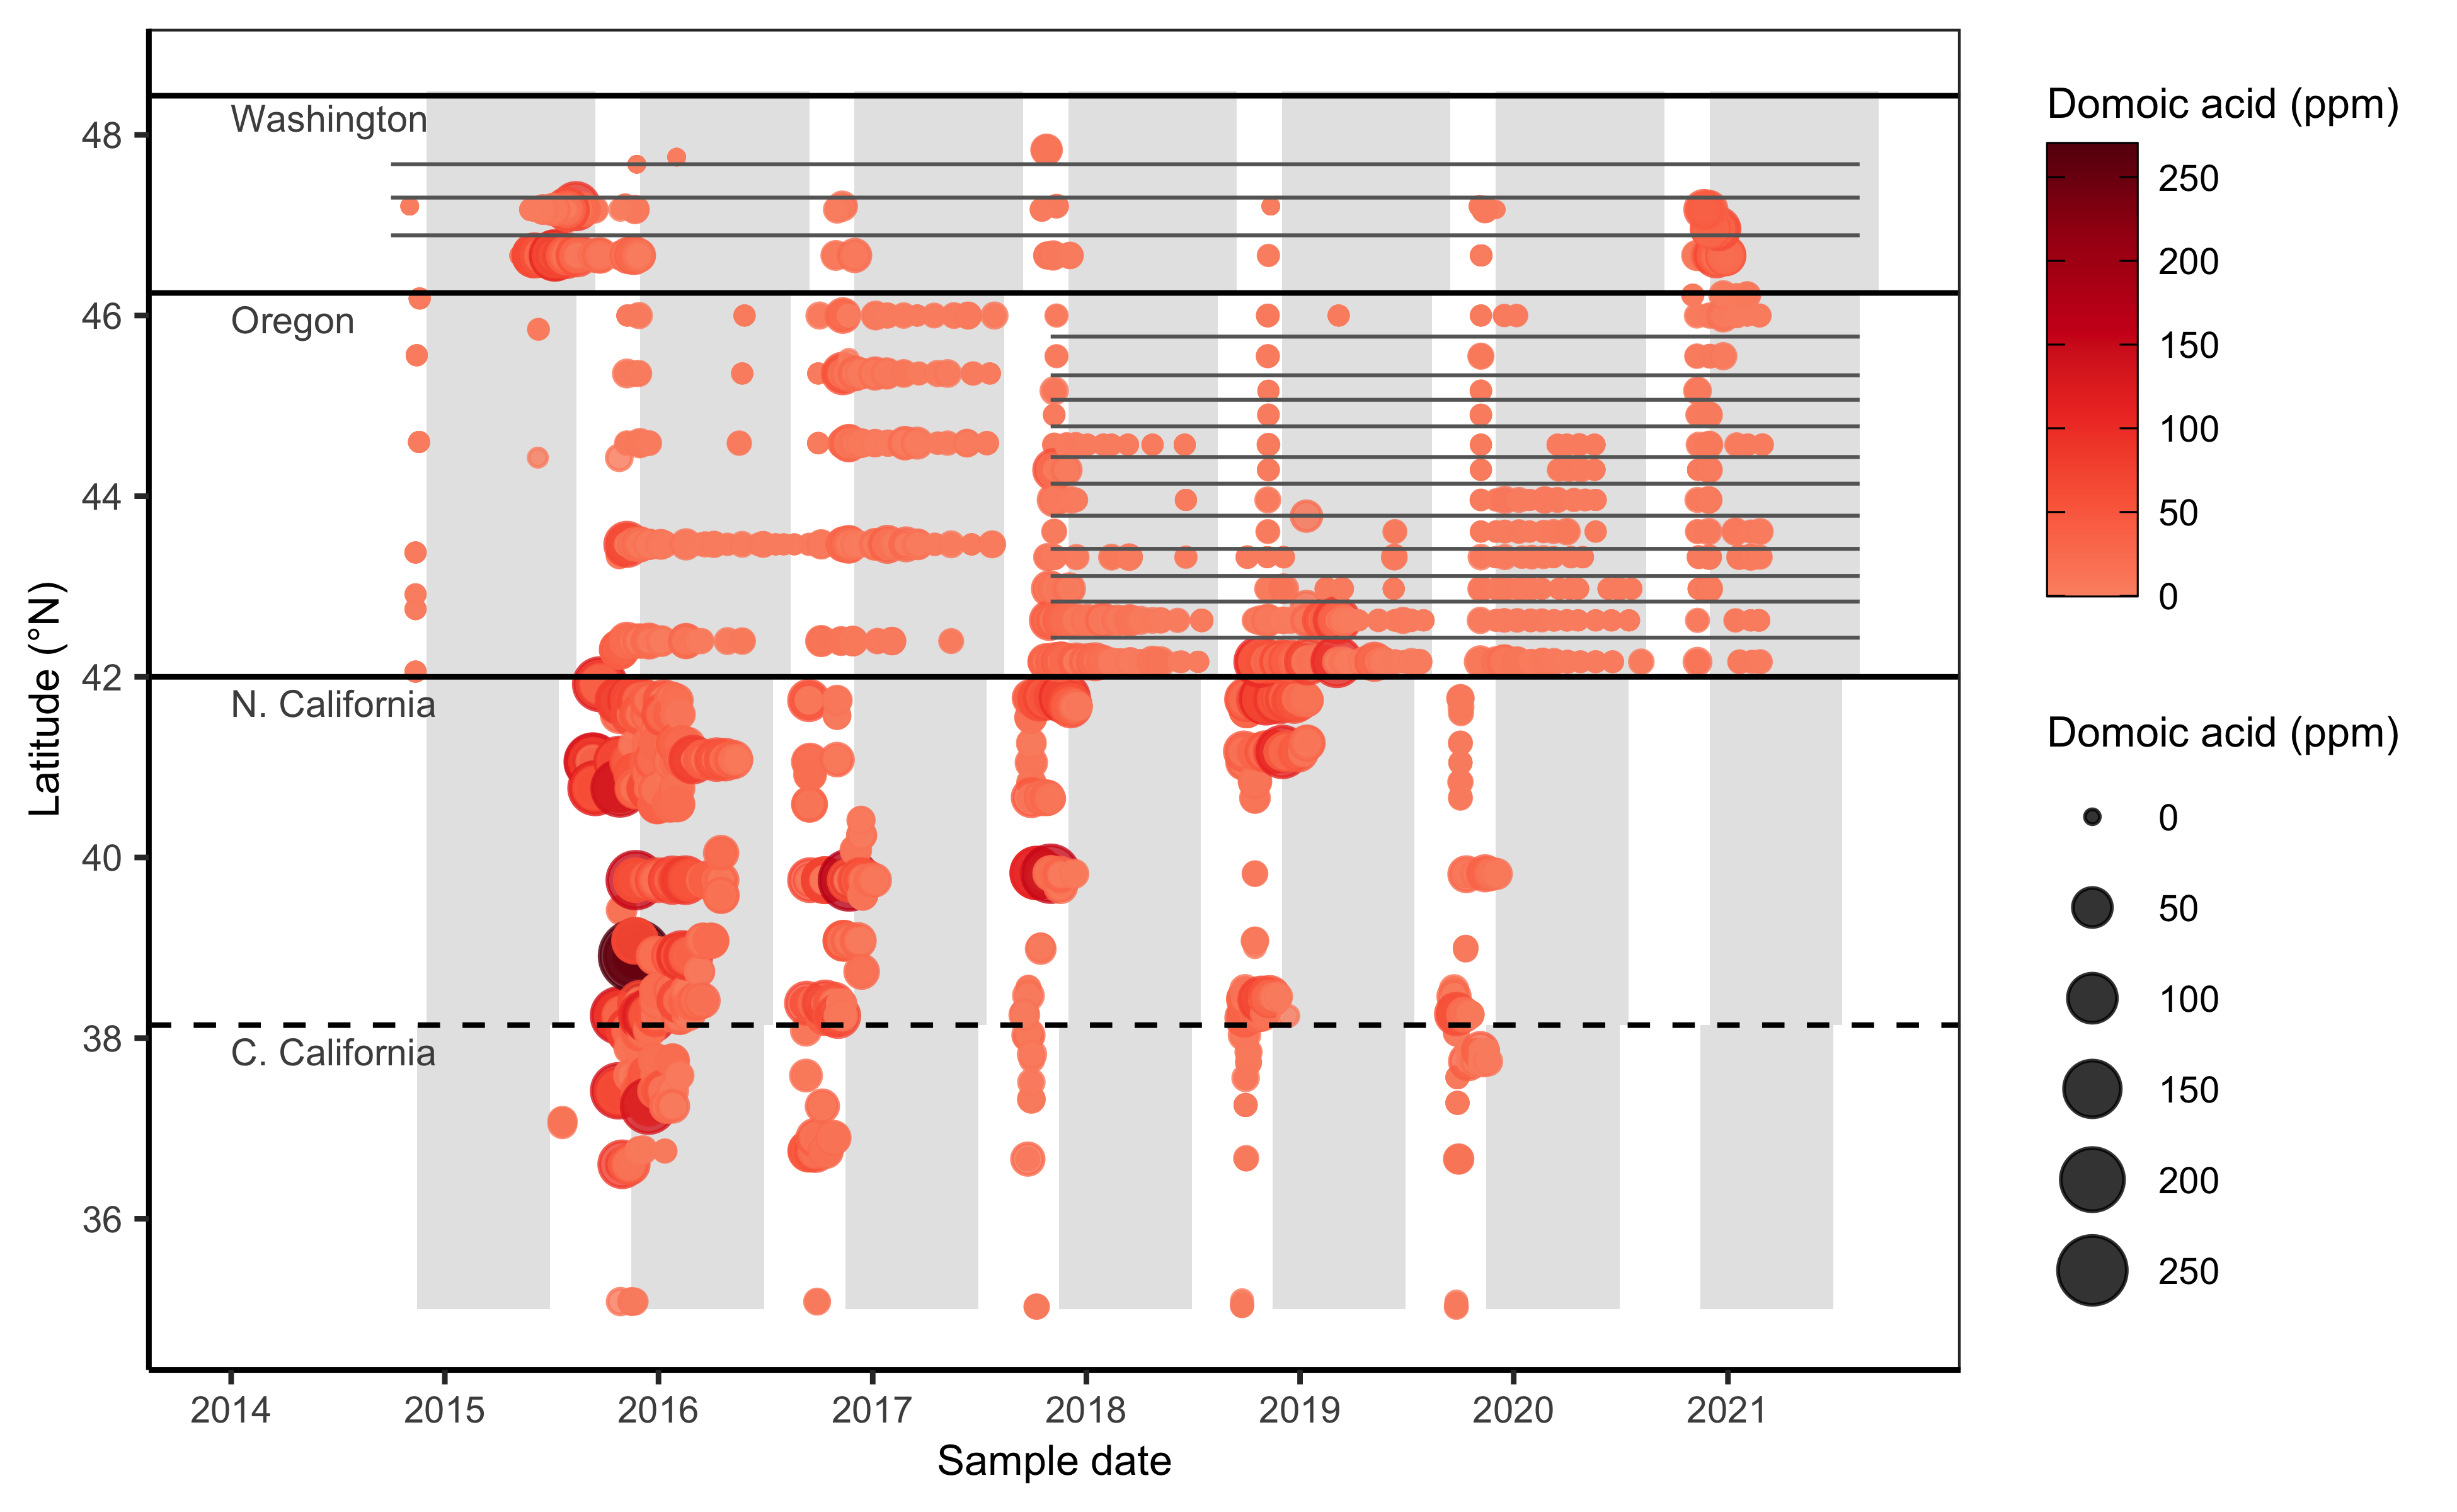 Washington
Oregon
N. California
C. California
48
46
44
42
40
38
36
Latitude (°N)
2014 2015 2016 2017 2018 2019 2020 2021
Sample date
Domoic acid (ppm)
250
200
150
100
50
0
Domoic acid (ppm)
0
50
100
150
200
250